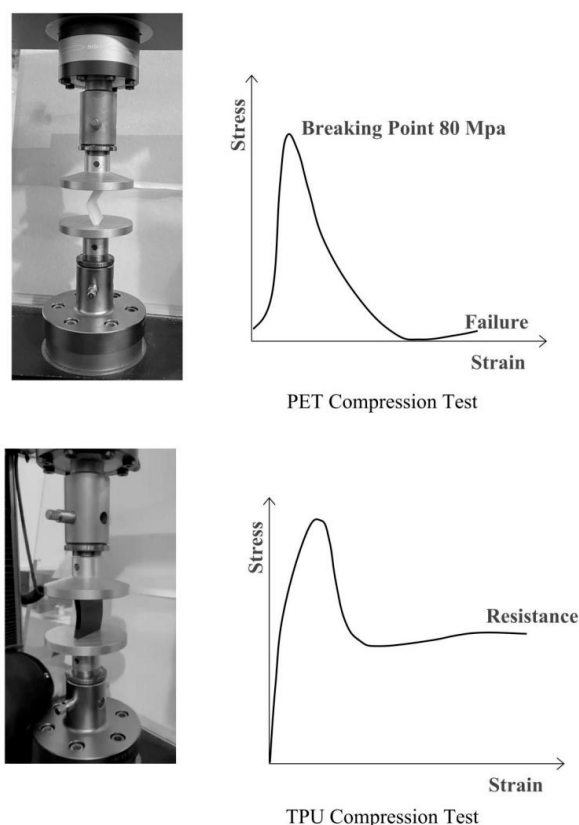 Stress
Breaking Point 80 Mpa
Failure
Strain
PET Compression Test
Stress
Resistance
Strain
TPU Compression Test